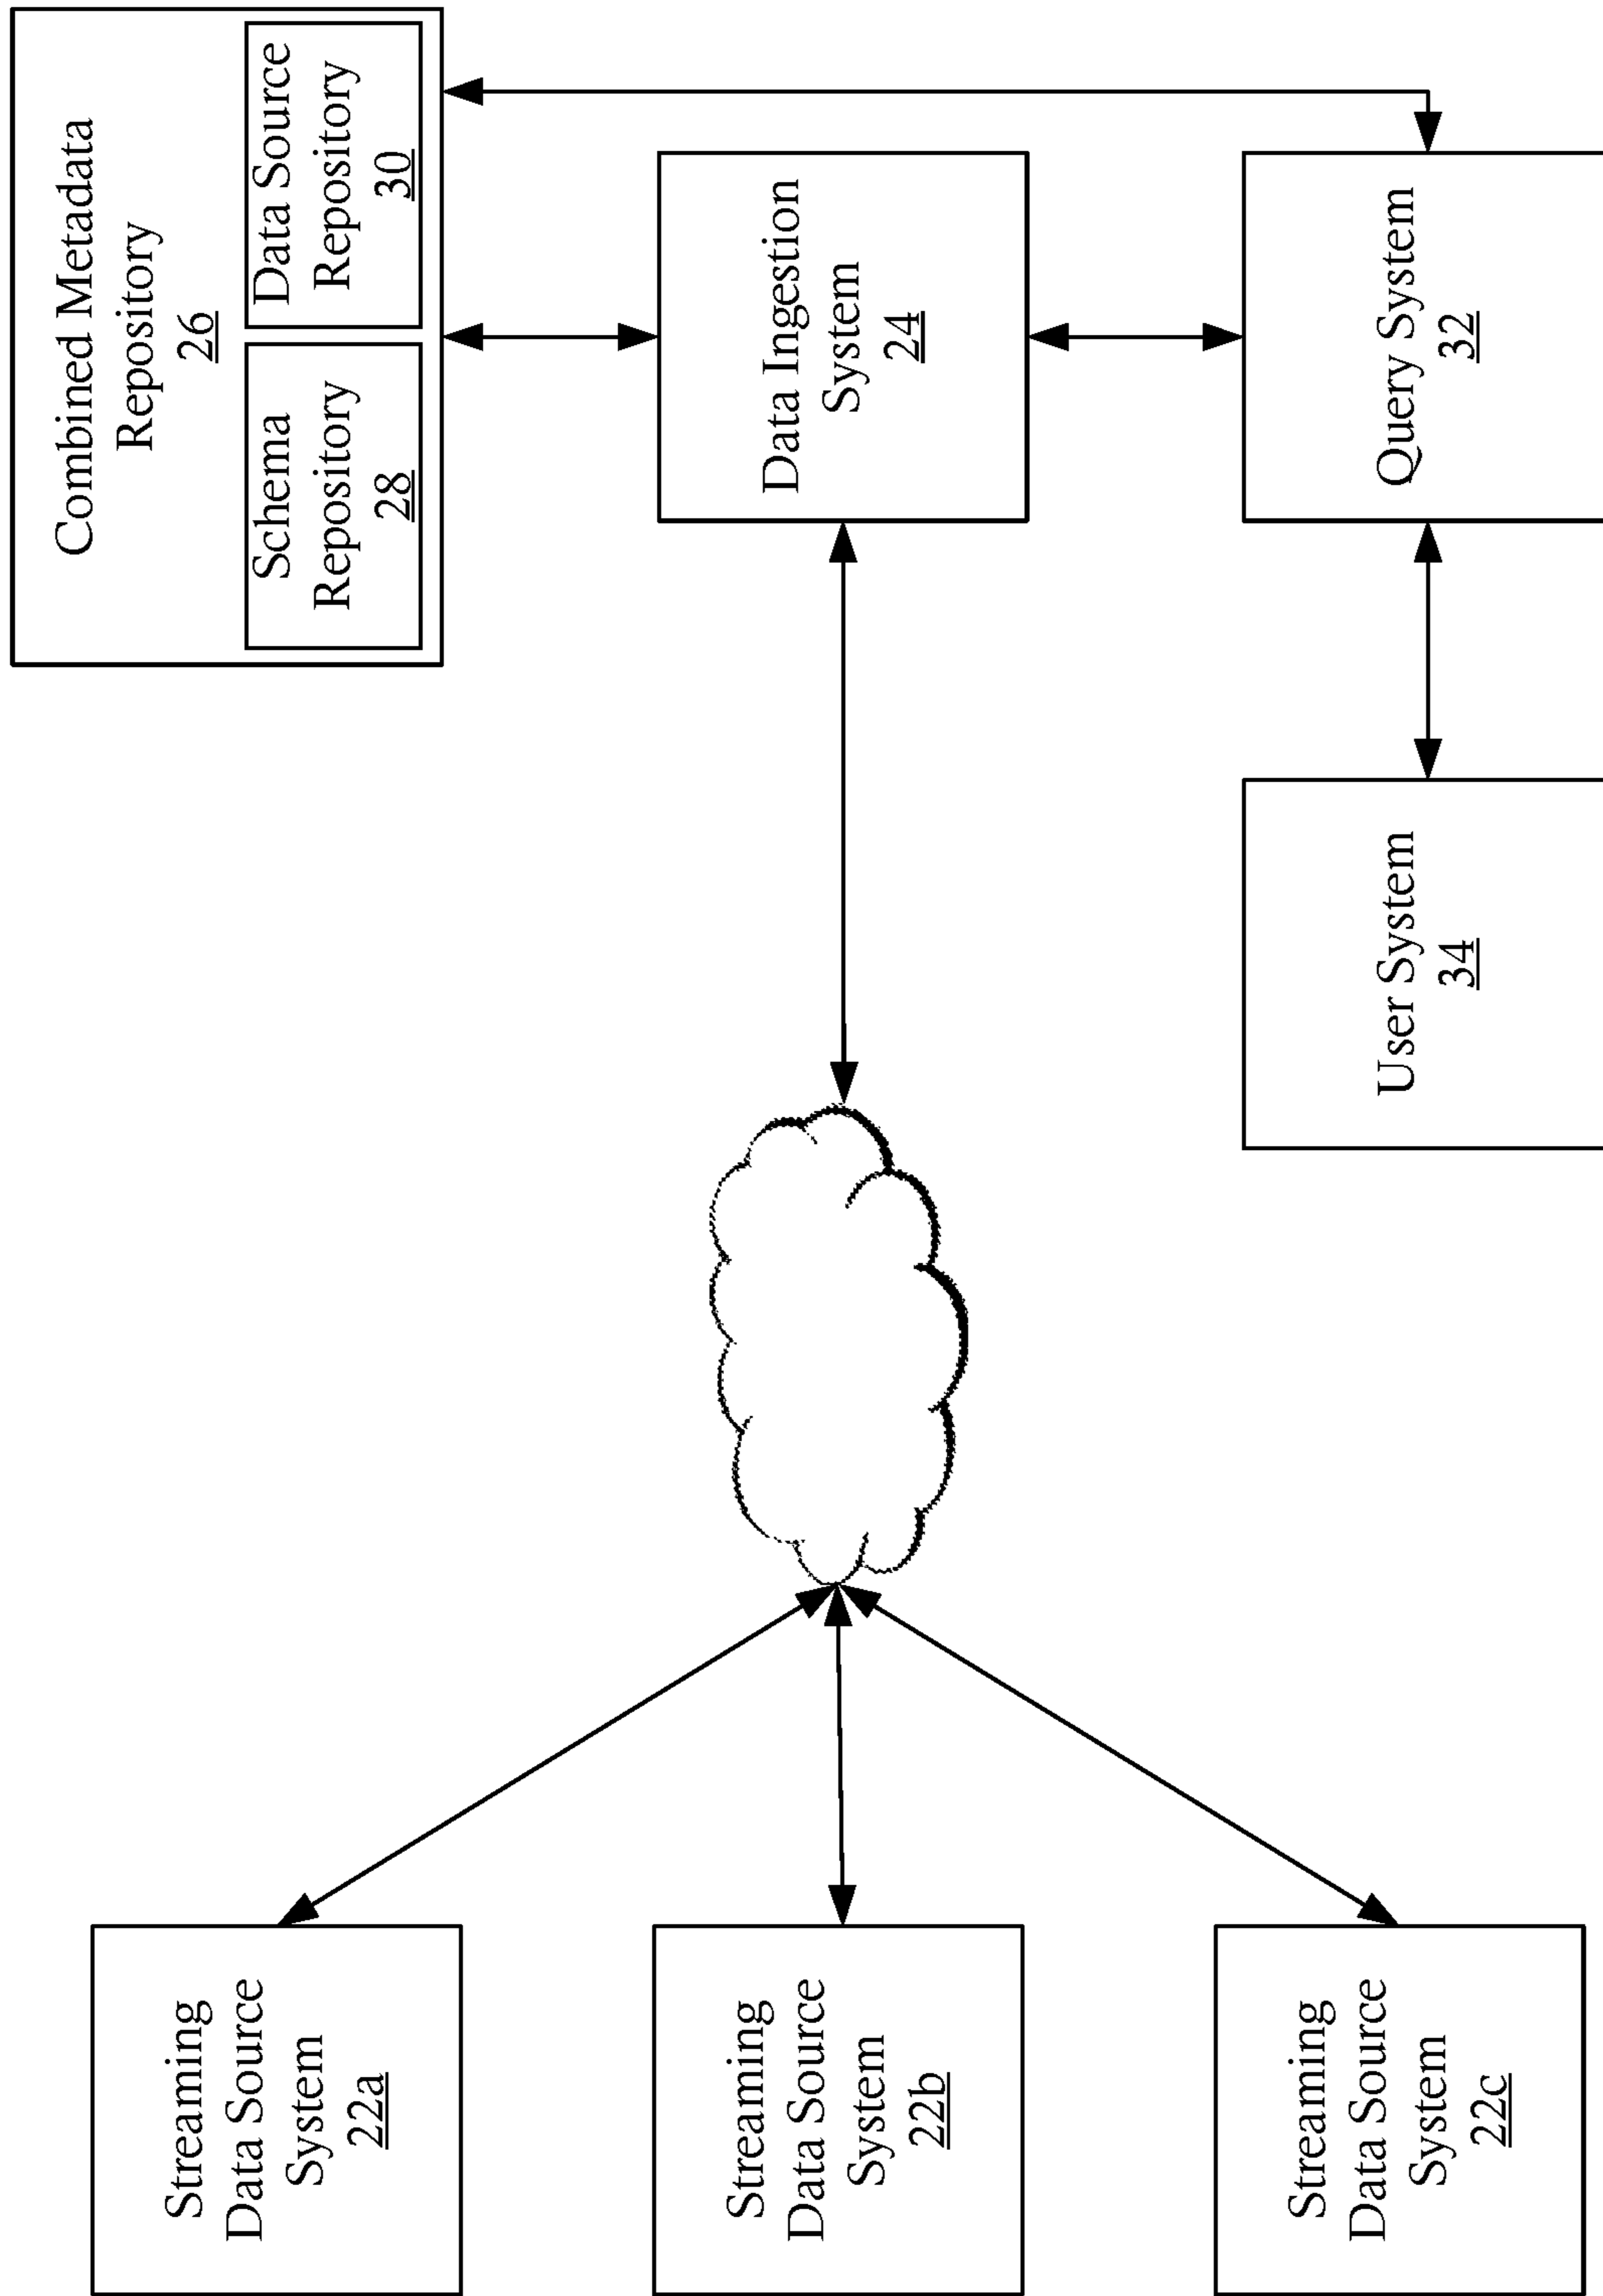 Combined Metadata
Repository
26
Schema
Repository
28
Data Source
Repository
30
Streaming
Data Source
System
22a
Streaming
Data Source
System
22b
Data Ingestion
System
24
Streaming
Data Source
System
22c
User System
34
Query System
32